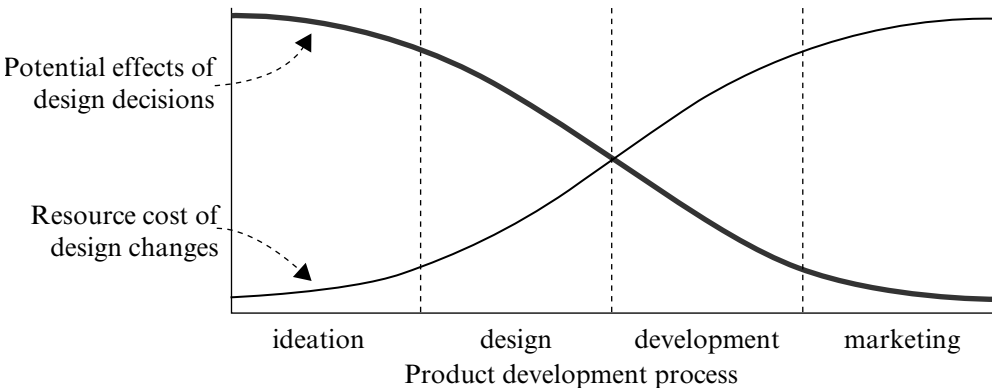 Potential effects of
design decisions
Resource cost of
design changes
ideation
design
development
marketing
Product development process